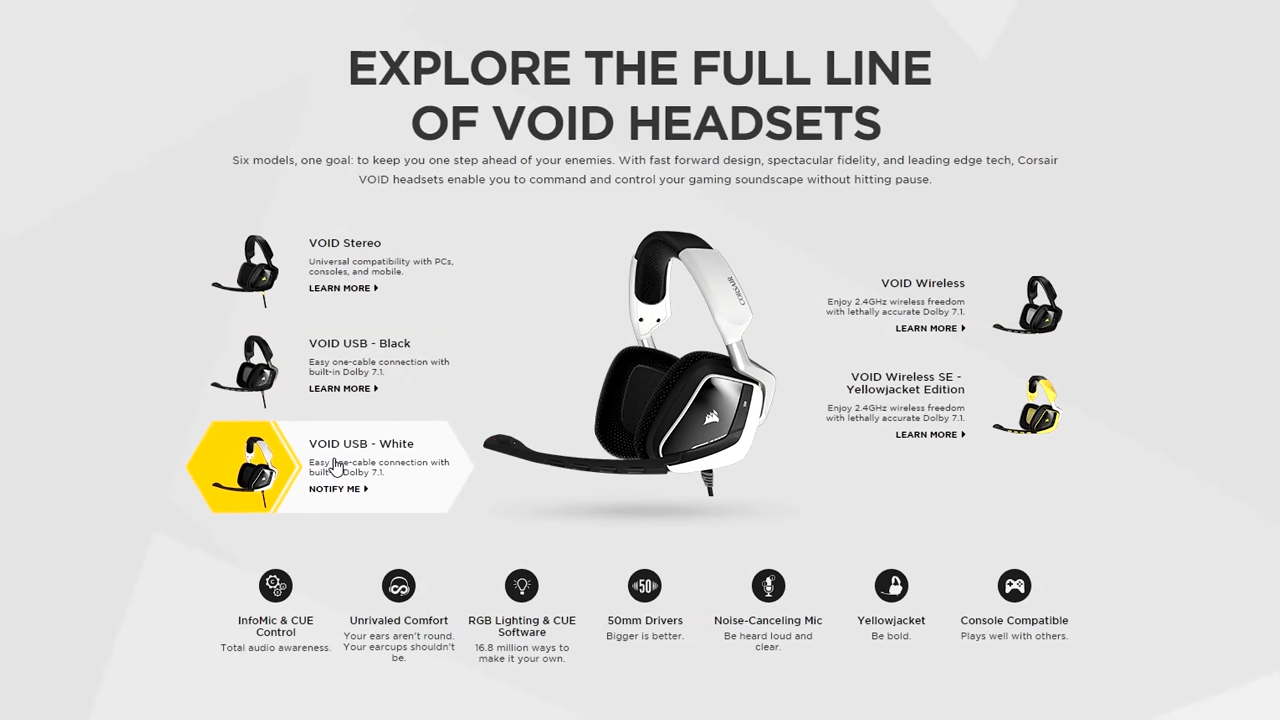 EXPLORE THE FULL LINE
OF VOID HEADSETS
Six models, one goal: to keep you one step ahead of your enemies. With fast forward design, spectacular fidelity, and leading edge tech, Corsair
VOID headsets enable you to command and control your gaming soundscape without hitting pause.
VOID Stereo
Universal compatibility with PCs,
consoles, and mobile.
LEARN MORE
VOID USB - Black
Easy one-cable connection with
built-in Dolby 7.1.
LEARN MORE
VOID USB - White
Easy one-cable connection with
built-in Dolby 7.1.
NOTIFY ME
CORSAIR
VOID Wireless
Enjoy 2.4GHz wireless freedom
with lethally accurate Dolby 7.1.
LEARN MORE
VOID Wireless SE -
Yellowjacket Edition
Enjoy 2.4GHz wireless freedom
with lethally accurate Dolby 7.1.
LEARN MORE
InfoMic & CUE
Control
Total audio awareness.
Unrivaled Comfort
Your ears aren't round.
Your earcups shouldn't
be.
RGB Lighting & CUE
Software
16.8 million ways to
make it your own.
50
50mm Drivers
Bigger is better.
Noise-Canceling Mic
Be heard loud and
clear.
Yellowjacket
Be bold.
Console Compatible
Plays well with others.